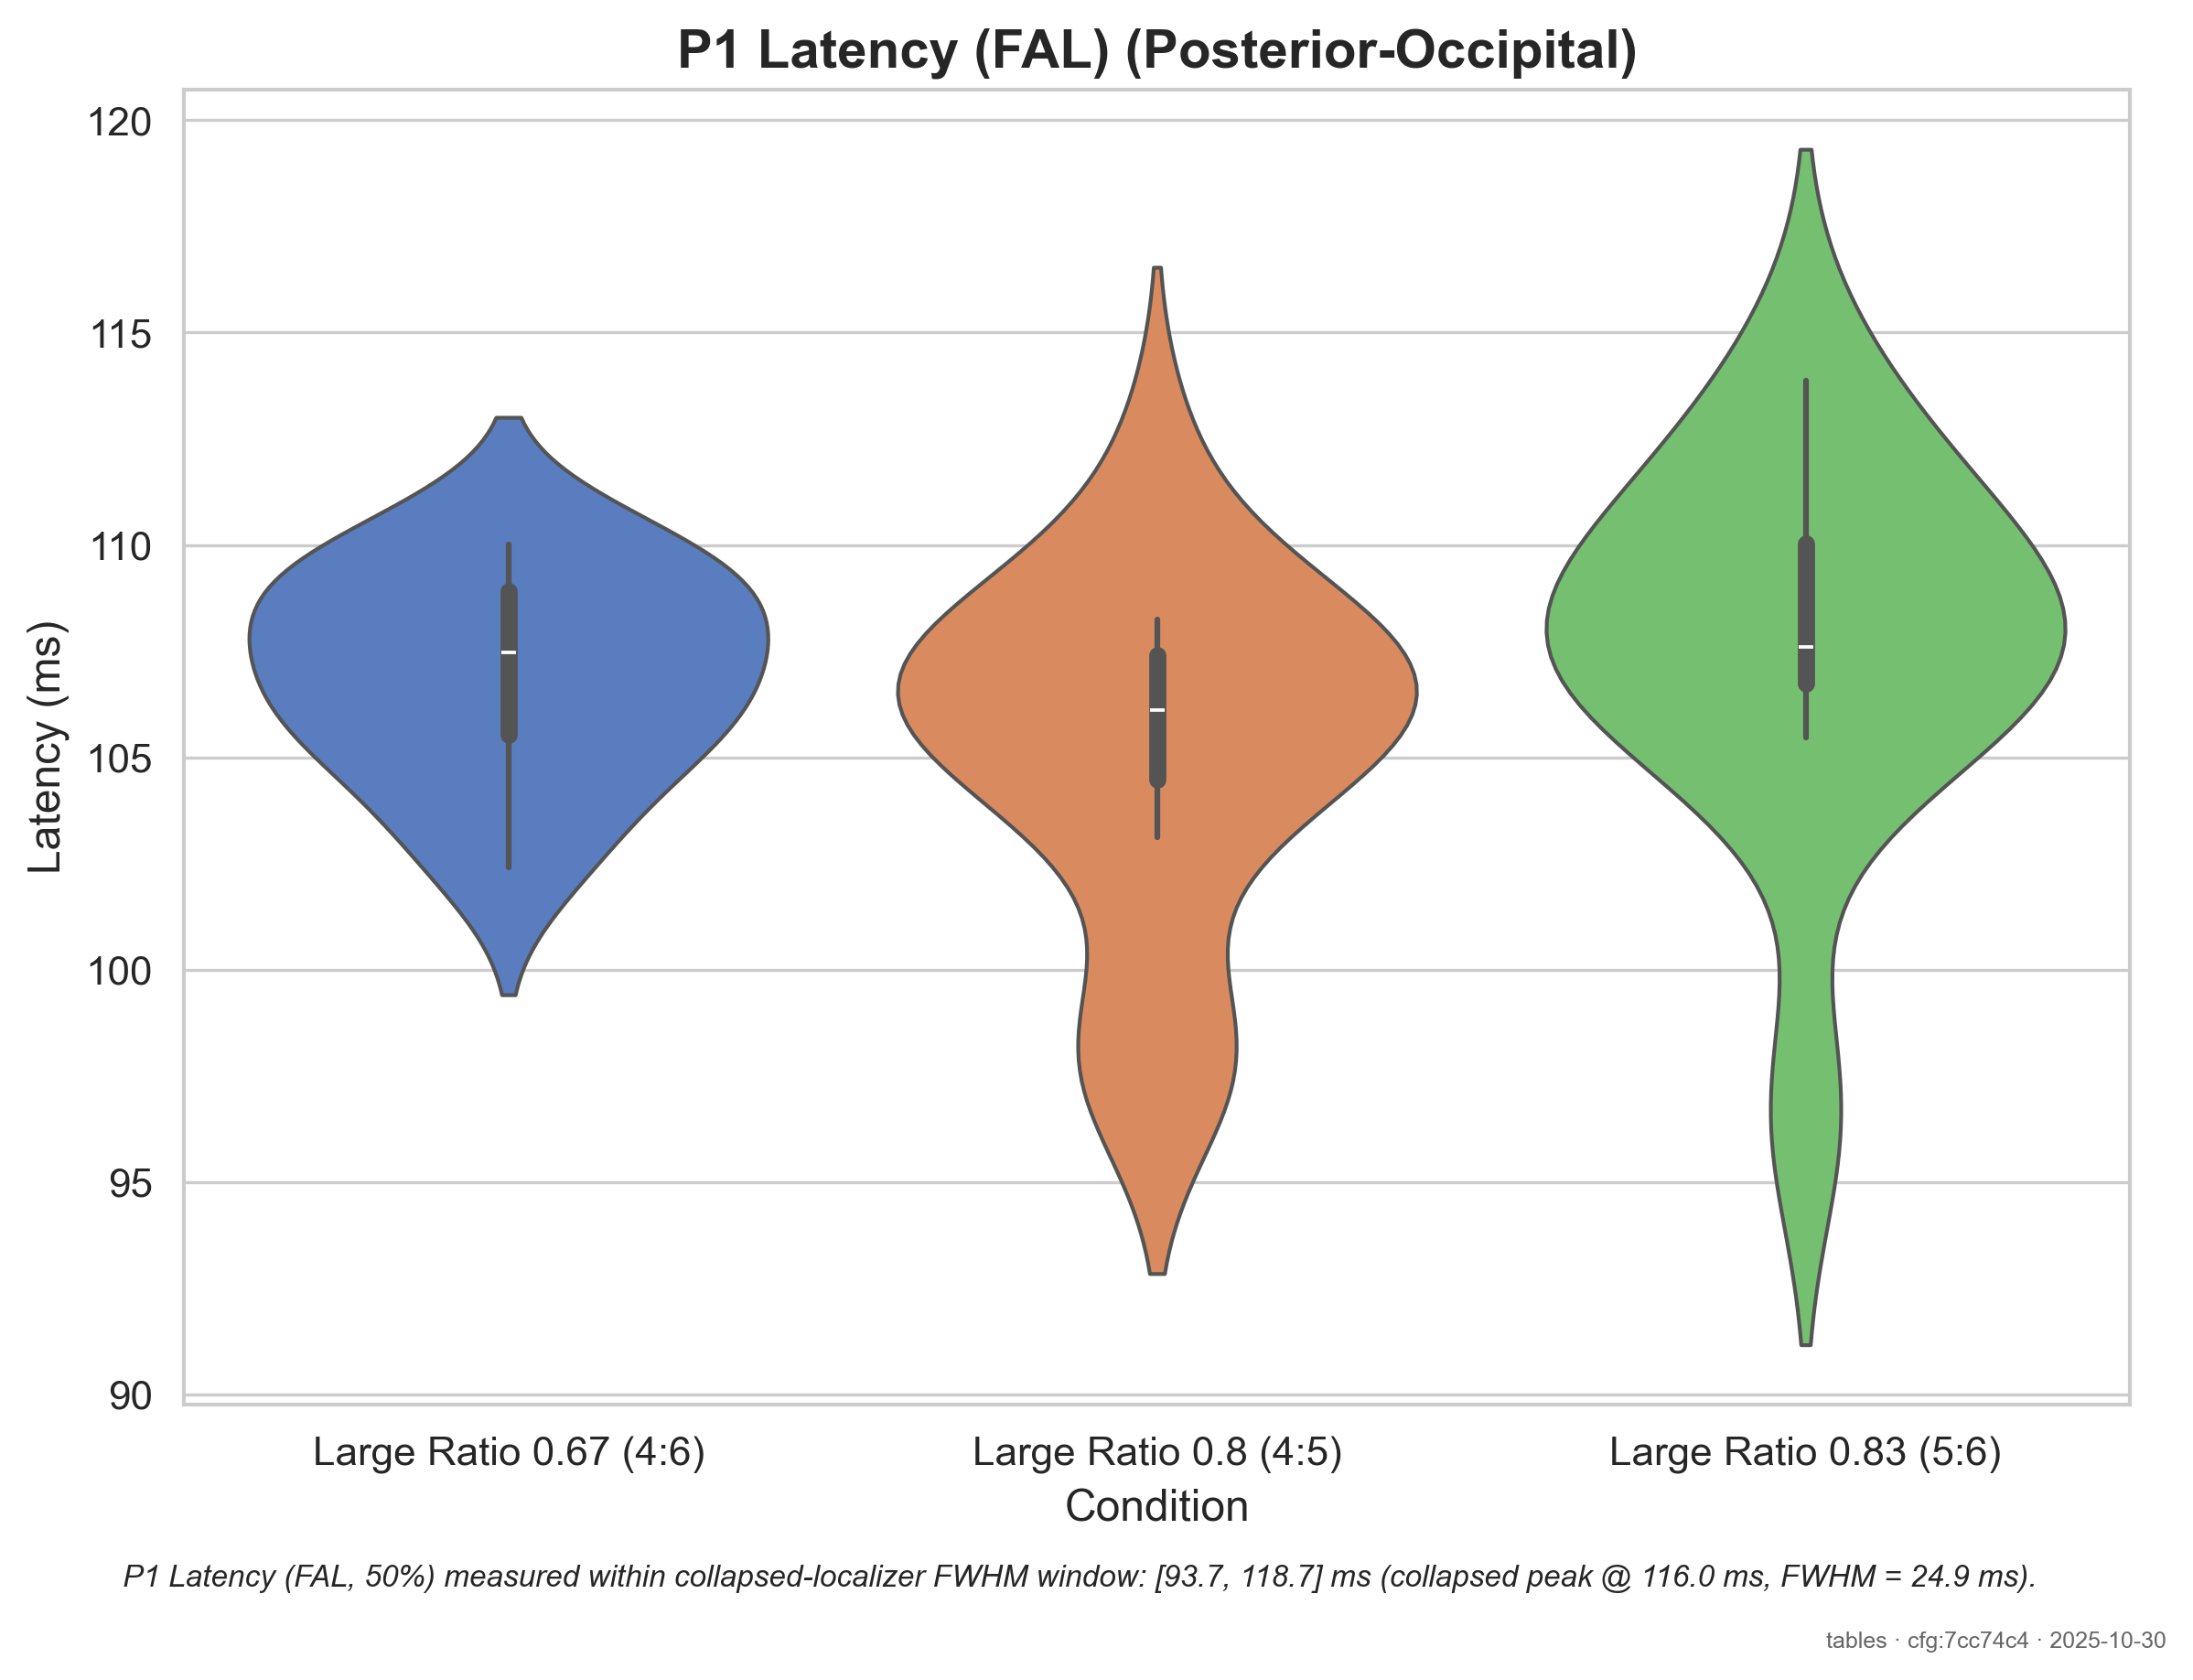 P1 Latency (FAL) (Posterior-Occipital)
120
115
110
105
100
95
90
Latency (ms)
Large Ratio 0.67 (4:6)
Large Ratio 0.8 (4:5)
Large Ratio 0.83 (5:6)
Condition
P1 Latency (FAL, 50%) measured within collapsed-localizer FWHM window: [93.7, 118.7] ms (collapsed peak @ 116.0 ms, FWHM = 24.9 ms).
tables · cfg:7cc74c4 · 2025-10-30